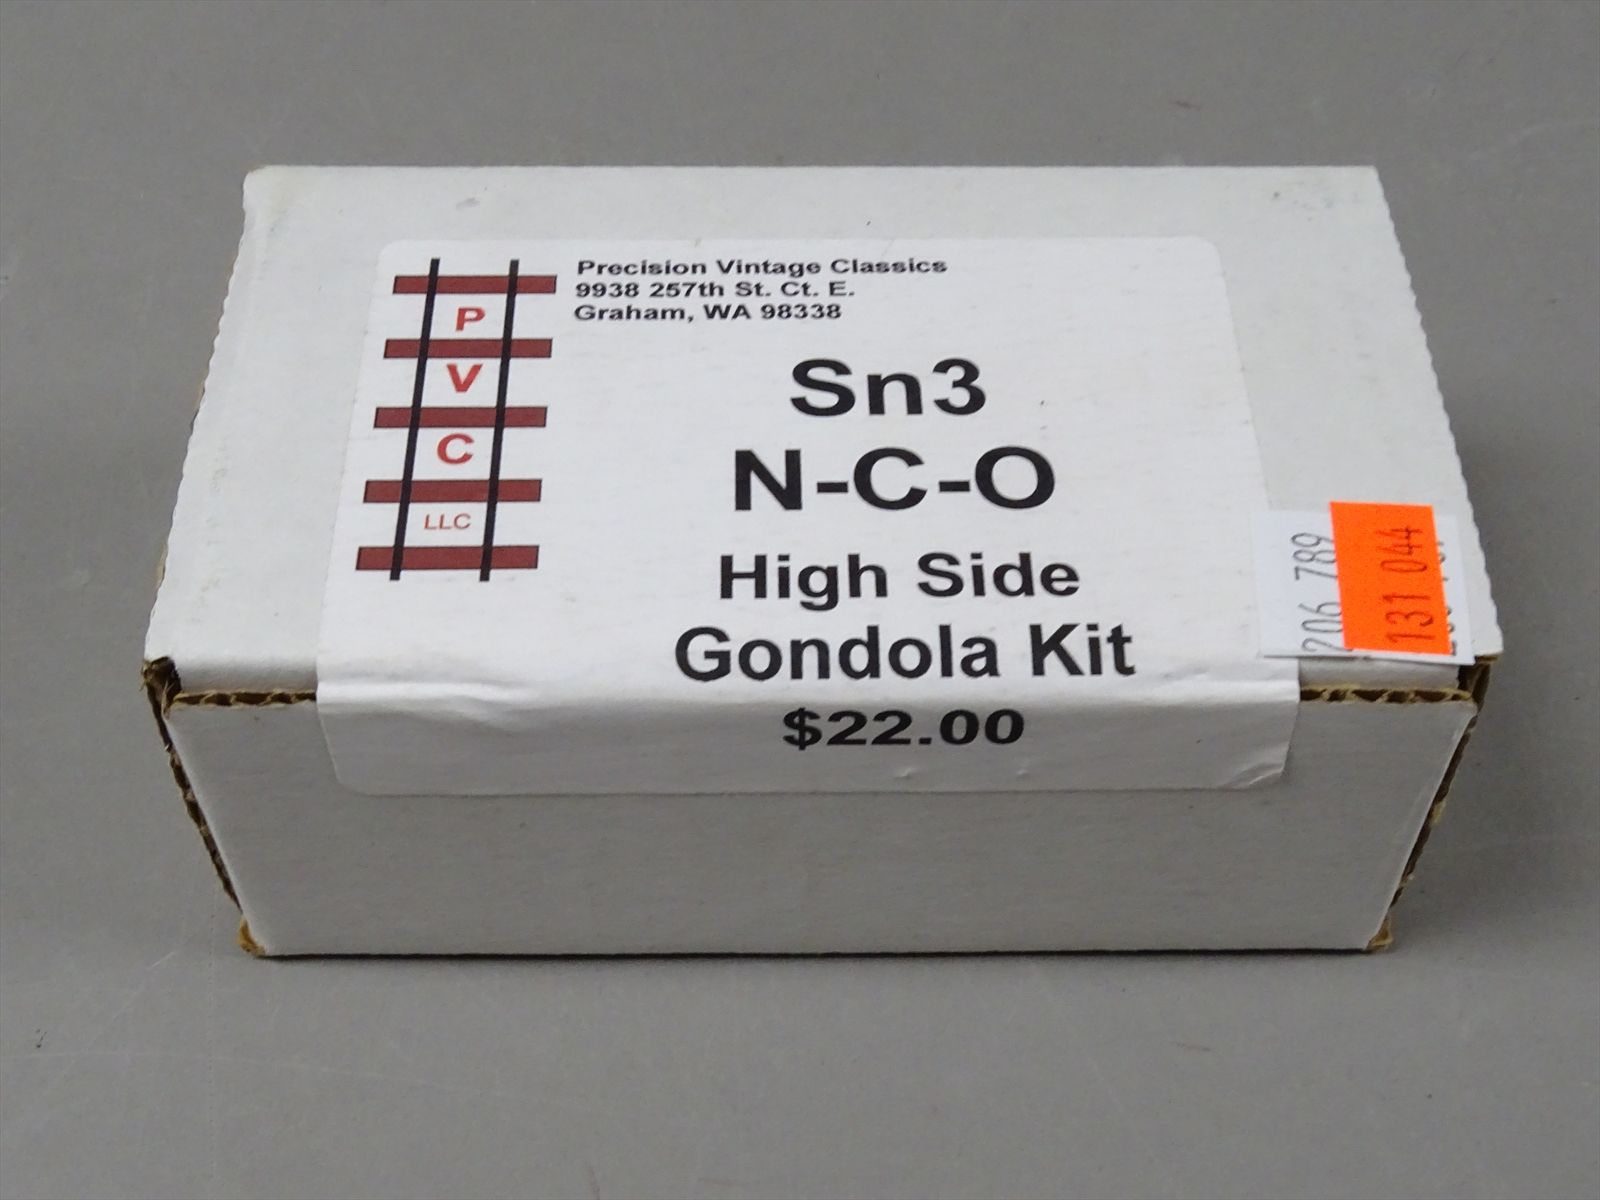 P
V
C
LLC
Precision Vintage Classics
9938 257th St. Ct. E.
Graham, WA 98338
Sn3
N-C-O
High Side
Gondola Kit
$22.00
206 789
131 044